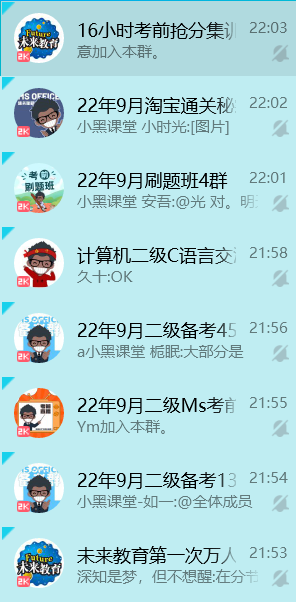 Future
未来教育
2K
16小时考前抢分集训
22:03
意加入本群。
MS OFFICE
2K
22年9月淘宝通关秘
22:02
小黑课堂 小时光:[图片]
考前
刷题班
2K
22年9月刷题班4群
22:01
小黑课堂 安吾:@光 对。明天
2K
计算机二级C语言交流
21:58
久十:OK
2K
22年9月二级备考45
21:56
a小黑课堂 栀眠:大部分是
2K
22年9月二级Ms考前
21:55
Ym加入本群。
2K
22年9月二级备考13
21:54
小黑课堂-如一:@全体成员
Future
未来教育
2K
未来教育第一次万人
21:53
深知是梦，但不想醒:在分节